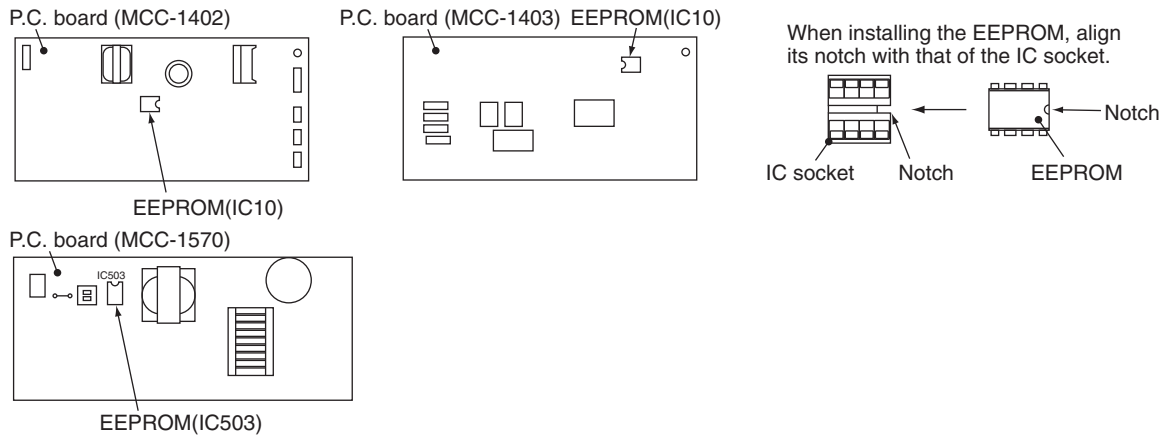 P.C. board (MCC-1402)
EEPROM(IC10)
P.C. board (MCC-1403) EEPROM(IC10)
When installing the EEPROM, align
its notch with that of the IC socket.
Notch
IC socket Notch EEPROM
P.C. board (MCC-1570)
IC503
EEPROM(IC503)